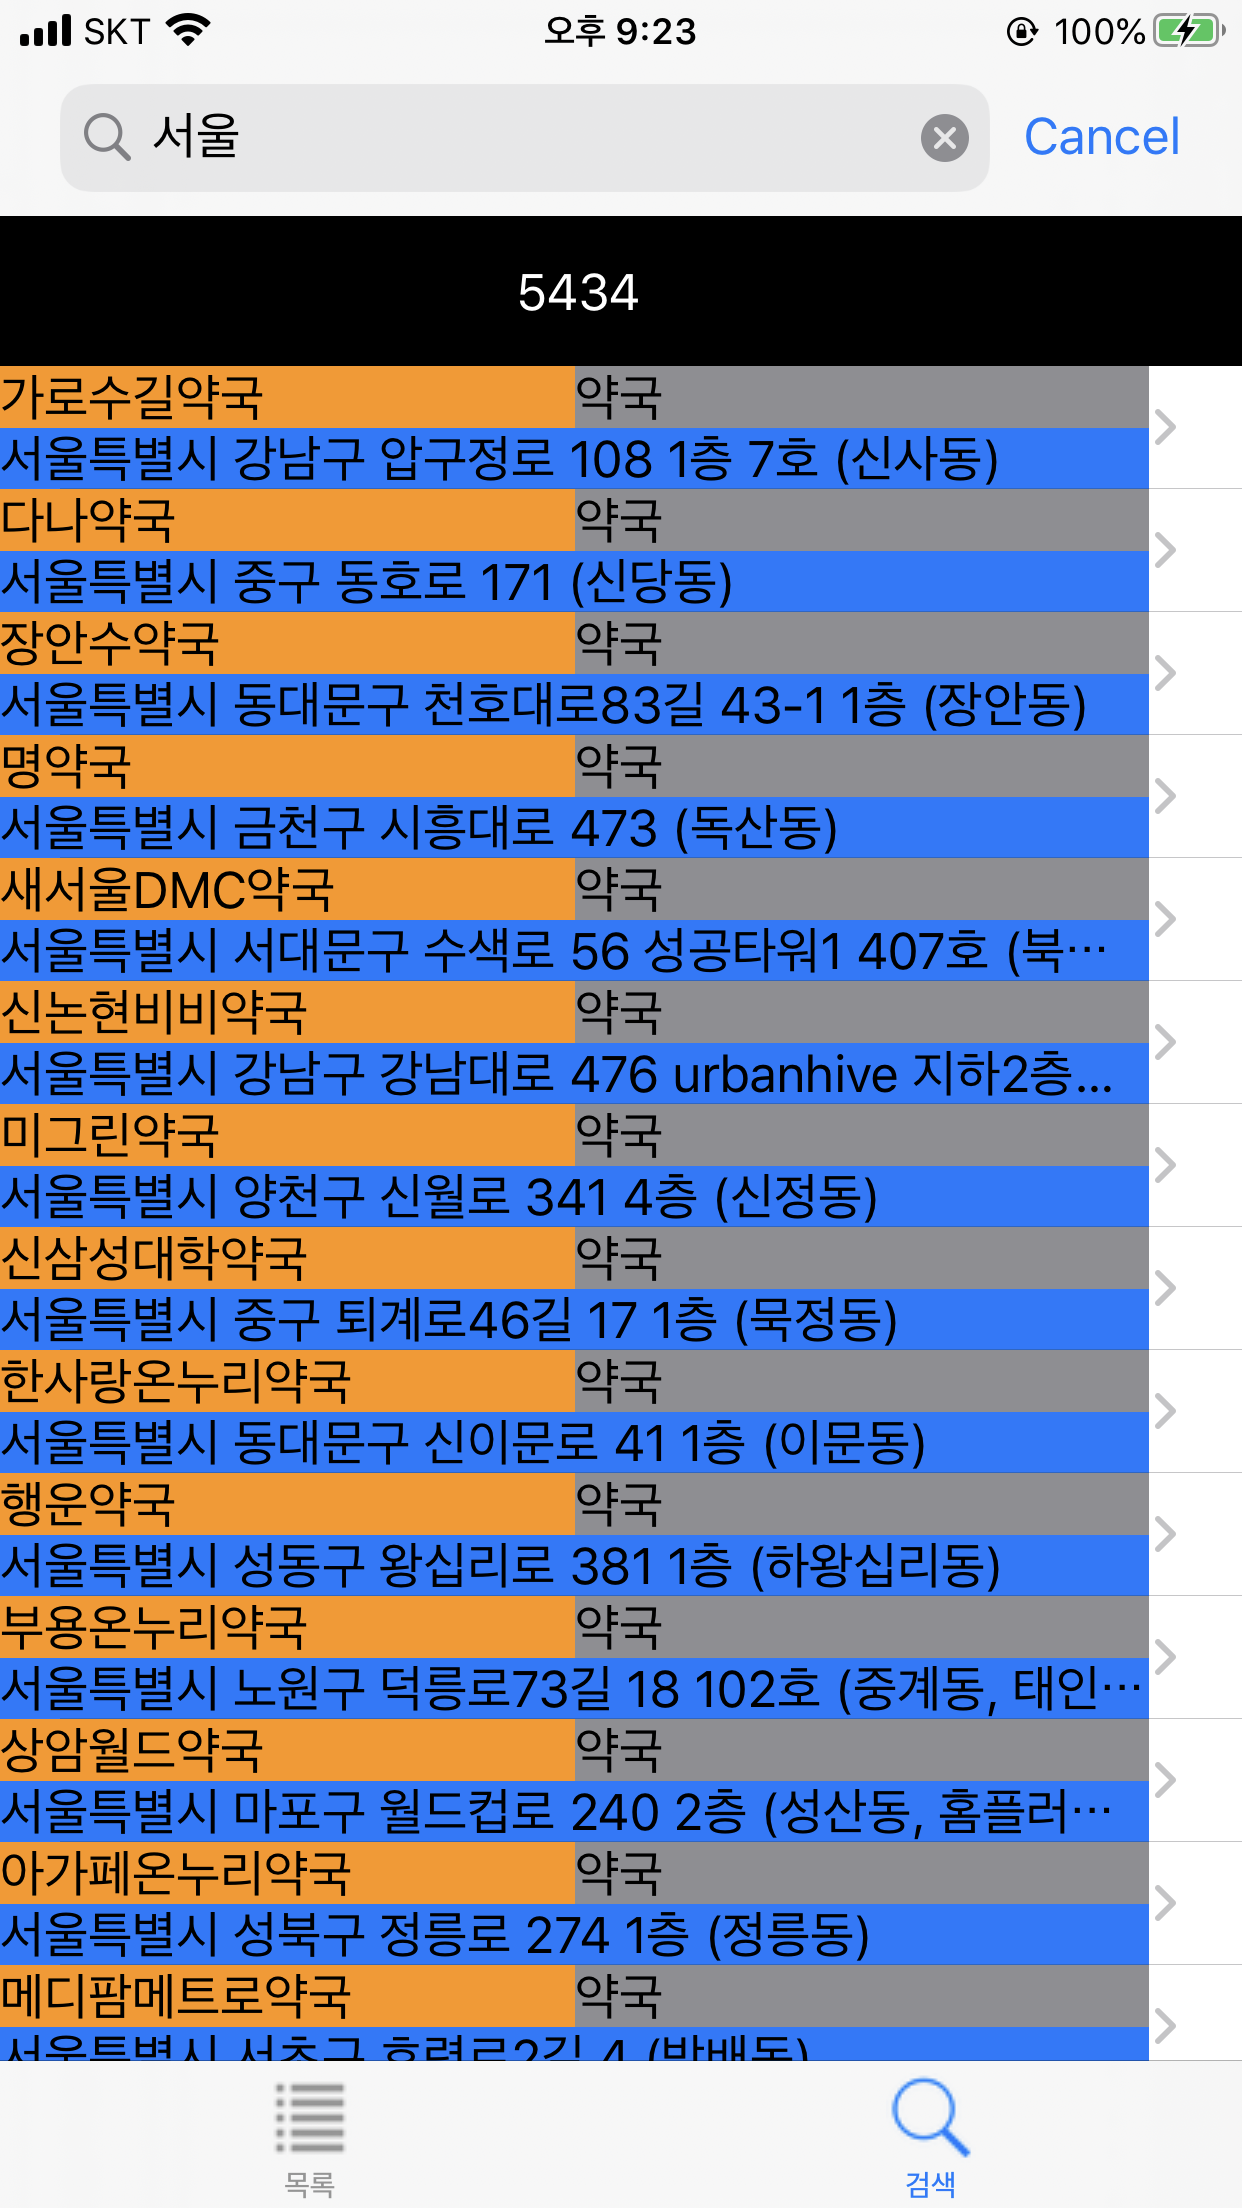 SKT 오후 9:23 100%
서울 Cancel
5434
가로수길약국 약국
서울특별시 강남구 압구정로 108 1층 7호 (신사동)
다나약국 약국
서울특별시 중구 동호로 171 (신당동)
장안수약국 약국
서울특별시 동대문구 천호대로83길 43-1 1층 (장안동)
명약국 약국
서울특별시 금천구 시흥대로 473 (독산동)
새서울DMC약국 약국
서울특별시 서대문구 수색로 56 성공타워1 407호 (북…
신논현비비약국 약국
서울특별시 강남구 강남대로 476 urbanhive 지하2층...
미그린약국 약국
서울특별시 양천구 신월로 341 4층 (신정동)
신삼성대학약국 약국
서울특별시 중구 퇴계로46길 17 1층 (묵정동)
한사랑온누리약국 약국
서울특별시 동대문구 신이문로 41 1층 (이문동)
행운약국 약국
서울특별시 성동구 왕십리로 381 1층 (하왕십리동)
부용온누리약국 약국
서울특별시 노원구 덕릉로73길 18 102호 (중계동, 태인…
상암월드약국 약국
서울특별시 마포구 월드컵로 240 2층 (성산동, 홈플러…
아가페온누리약국 약국
서울특별시 성북구 정릉로 274 1층 (정릉동)
메디팜메트로약국 약국
서울특별시 서초구 효령로2길 4 (방배동)
목록 검색